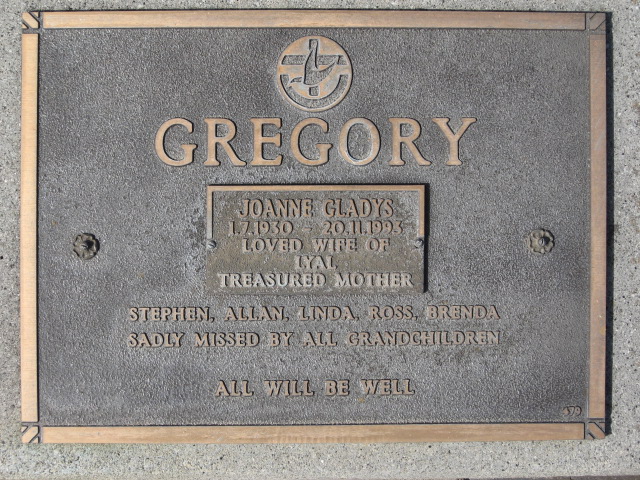 GREGORY
JOANNE GLADYS
1.7.1930 - 20.11.1993
LOVED WIFE OF
LYAL
TREASURED MOTHER
STEPHEN, ALLAN, LINDA, ROSS, BRENDA
SADLY MISSED BY ALL GRANDCHILDREN
ALL WILL BE WELL